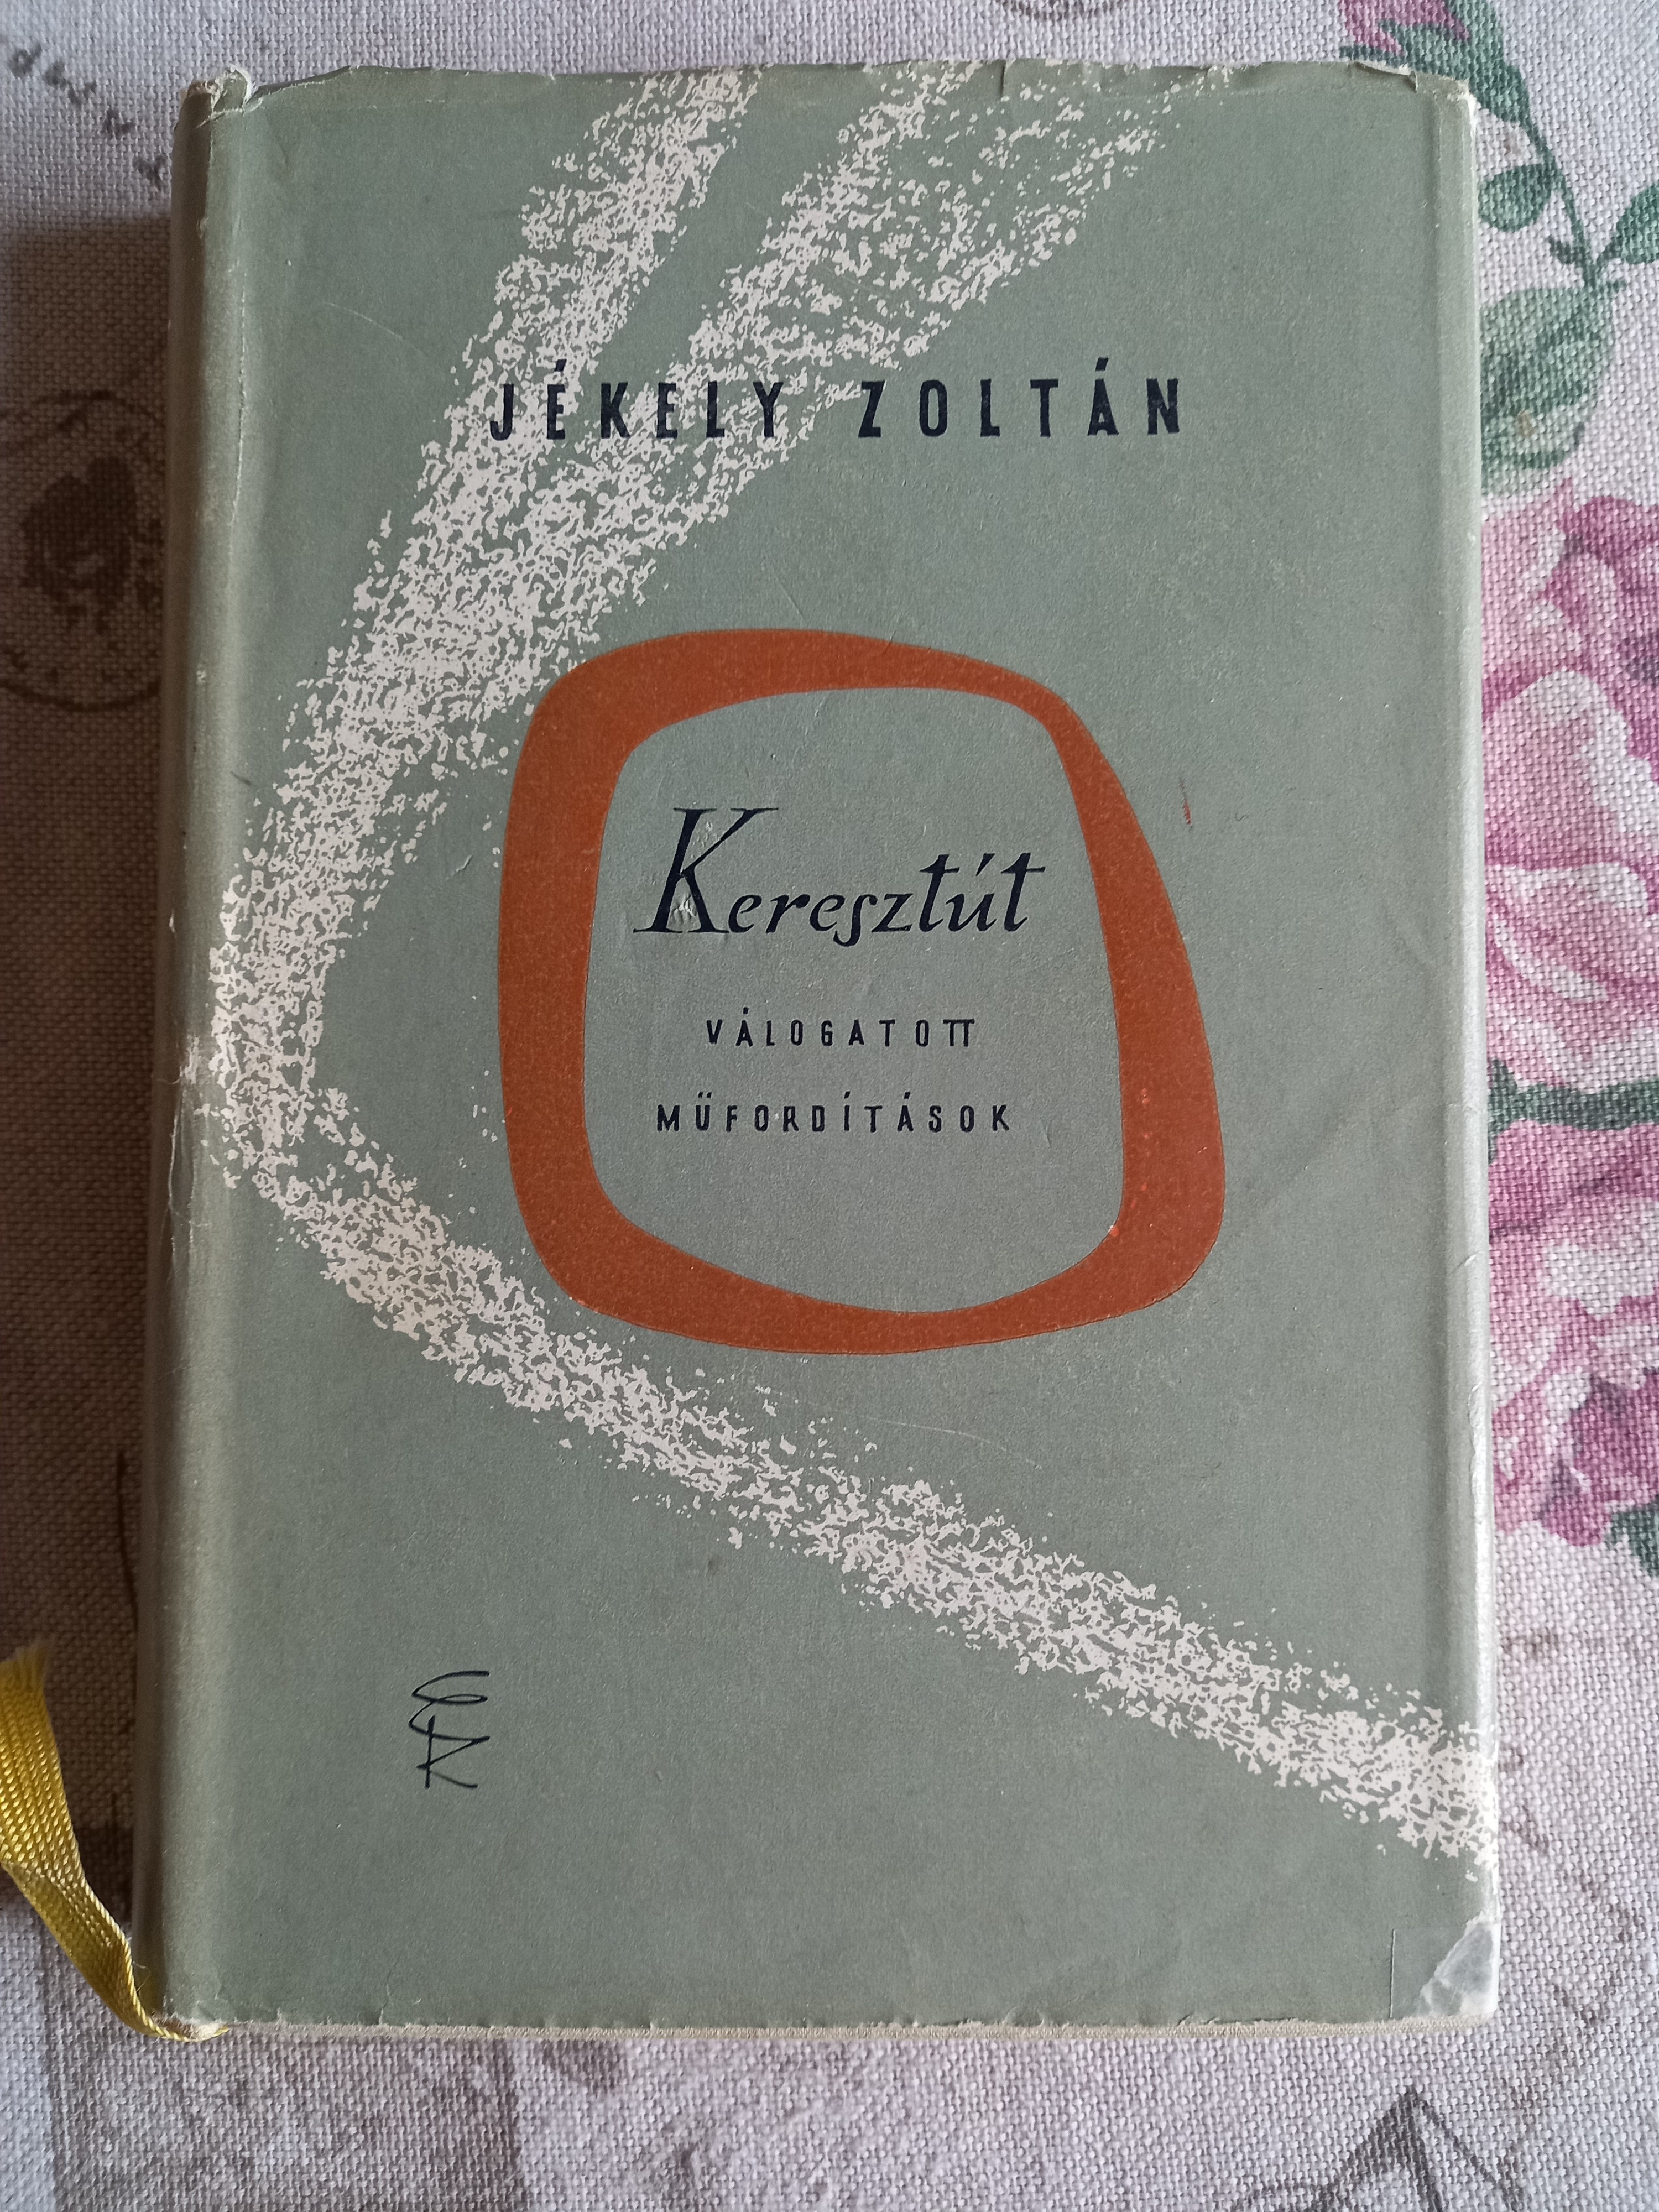 JÉKELY ZOLTÁN
Keresztút
VÁLOGATOTT
MŰFORDÍTÁSOK